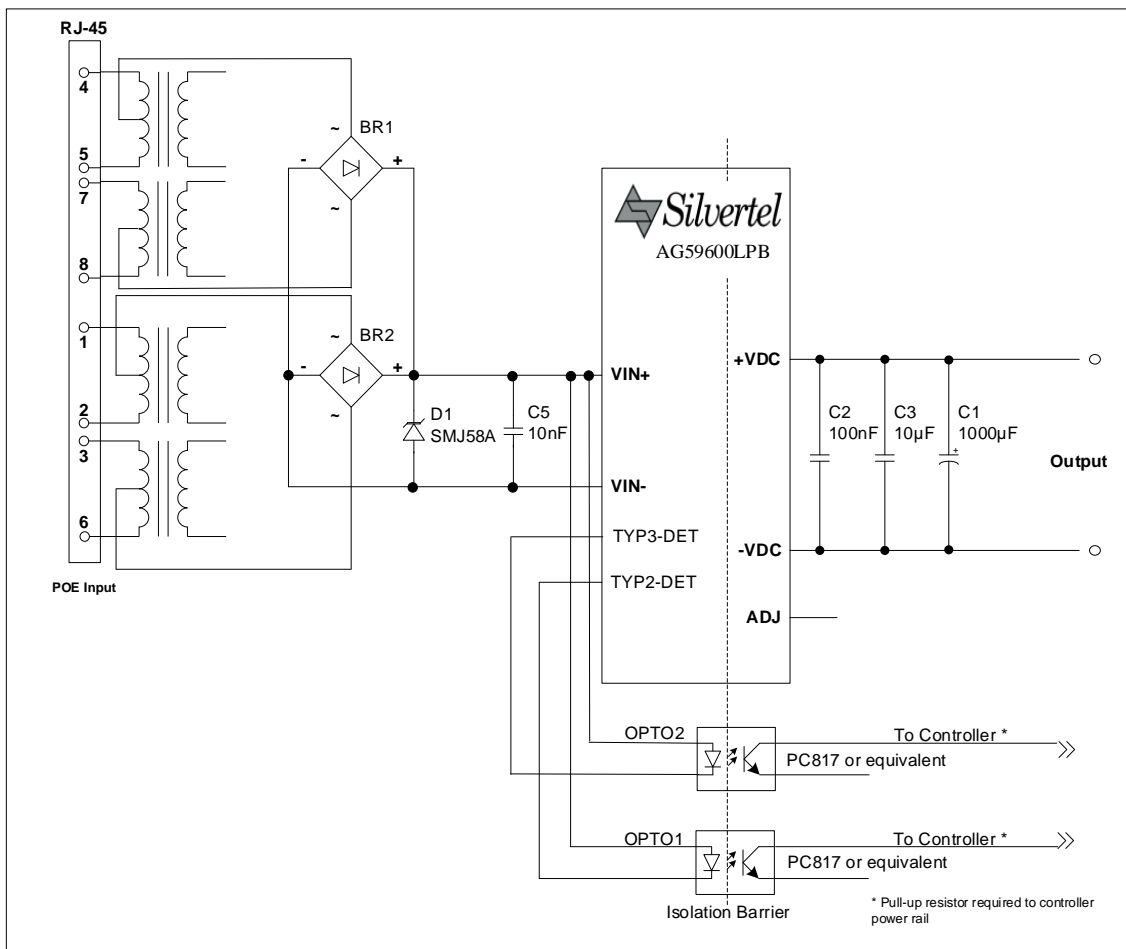 RJ-45
4
5
7
8
1
2
3
6
POE Input
~
BR1
-
+
~
~
BR2
-
+
~
D1
SMJ58A
C5
10nF
Silvertel
AG59600LPB
VIN+
VIN-
TYP3-DET
TYP2-DET
+VDC
-VDC
ADJ
C2
100nF
C3
10µF
C1
1000µF
+
Output
OPTO2
To Controller *
PC817 or equivalent
OPTO1
To Controller *
PC817 or equivalent
Isolation Barrier
* Pull-up resistor required to controller
power rail